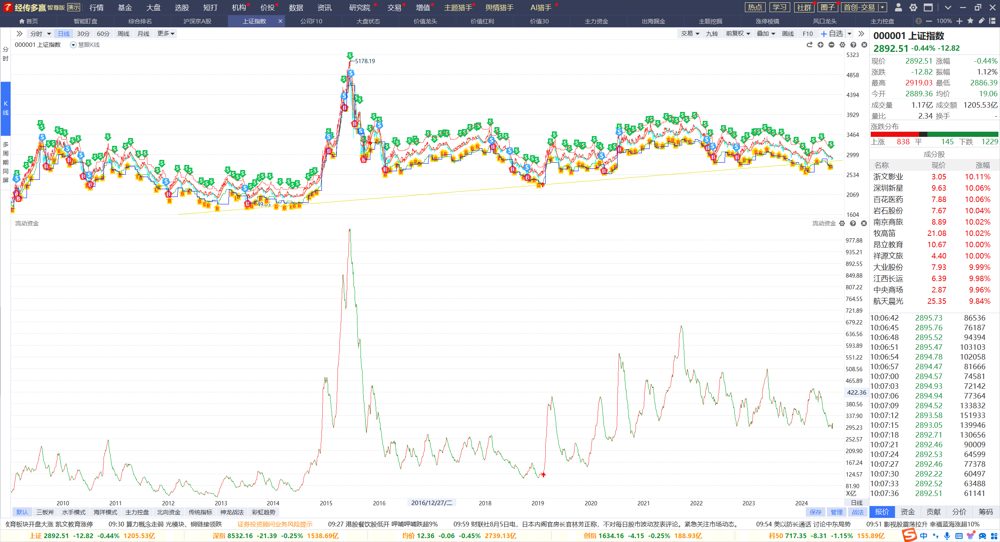 经传多赢 智尊版 演示 行情 基金 大盘 选股 短打 机构 价投 数据 资讯 研究院 交易 增值 主题猎手 舆情猎手 AI猎手 热点 学习 社群 圈子 首创-交易
首页 智能盯盘 综合排名 沪深京A股 上证指数 公司F10 大盘状态 价值龙头 价值红利 价值30 主力资金 出海掘金 主题挖掘 涨停棱镜 风口龙头 主力控盘 100%
分时 日线 30分 60分 周线 月线 更多 交易 九转 前复权 叠加 画线 F10 自选
000001 上证指数 慧眼K线
分时
K线
多周期同屏
5178.19
5323
4858
4394
3929
3464
2999
2534
2069
1604
流动资金 流动资金
977.88
935.21
892.55
849.88
807.22
764.55
721.89
679.22
636.56
593.89
551.22
508.56
465.89
422.36
380.56
337.90
295.23
252.57
209.90
167.24
124.57
81.90
X亿
2010 2011 2012 2013 2014 2015 2016 2016/12/27/二 2018 2019 2020 2021 2022 2023 2024 日线
默认 三板斧 水手模式 海洋模式 主力控盘 北向资金 传统指标 神龙战法 彩虹趋势 保存 管理 战法
000001 上证指数
2892.51 -0.44% -12.82
现价 2892.51 涨幅 -0.44%
涨跌 -12.82 振幅 1.12%
最高 2919.03 最低 2886.39
今开 2889.36 均价 19.06
成交量 1.17亿 成交额 1205.53亿
量比 2.34 换手 -
涨跌分布
上涨 838 平 145 下跌 1229
成分股
名称 现价 涨幅
浙文影业 3.05 10.11%
深圳新星 9.63 10.06%
百花医药 7.88 10.06%
岩石股份 7.67 10.04%
南京商旅 8.89 10.02%
牧高笛 21.08 10.02%
昂立教育 10.67 10.00%
祥源文旅 4.40 10.00%
大业股份 7.93 9.99%
江西长运 6.39 9.98%
中央商场 2.87 9.96%
航天晨光 25.35 9.84%
10:06:42 2895.73 86536
10:06:45 2895.76 76187
10:06:48 2895.52 94394
10:06:51 2895.47 103103
10:06:54 2894.78 102058
10:06:57 2894.47 81666
10:07:00 2894.57 74581
10:07:03 2894.93 72142
10:07:06 2894.94 77364
10:07:09 2894.52 133832
10:07:12 2893.58 151933
10:07:15 2893.05 139946
10:07:18 2892.71 130656
10:07:21 2892.46 90009
10:07:24 2892.53 64599
10:07:27 2892.46 77378
10:07:30 2892.22 60497
10:07:33 2892.52 63488
10:07:36 2892.51 61141
报价 资金 贡献 分价 筹码
教育板块开盘大涨 凯文教育涨停 09:30 算力概念走弱 光模块、铜链接领跌 证券投资顾问业务风险提示 09:27 港股餐饮股低开 呷哺呷哺跌超9% 09:59 财联社8月5日电，日本内阁官房长官林芳正称，不对每日股市波动发表评论。紧急关注市场动态。 09:54 美以防长通话 讨论中东局势 09:51 影视股震荡拉升 幸福蓝海涨超10%
上证 2892.51 -12.82 -0.44% 1205.53亿 深指 8532.16 -21.39 -0.25% 1538.69亿 均价 12.36 -0.06 -0.45% 2739.13亿 创指 1634.16 -4.15 -0.25% 188.93亿 科50 717.35 -8.31 -1.15% 155.89亿 中